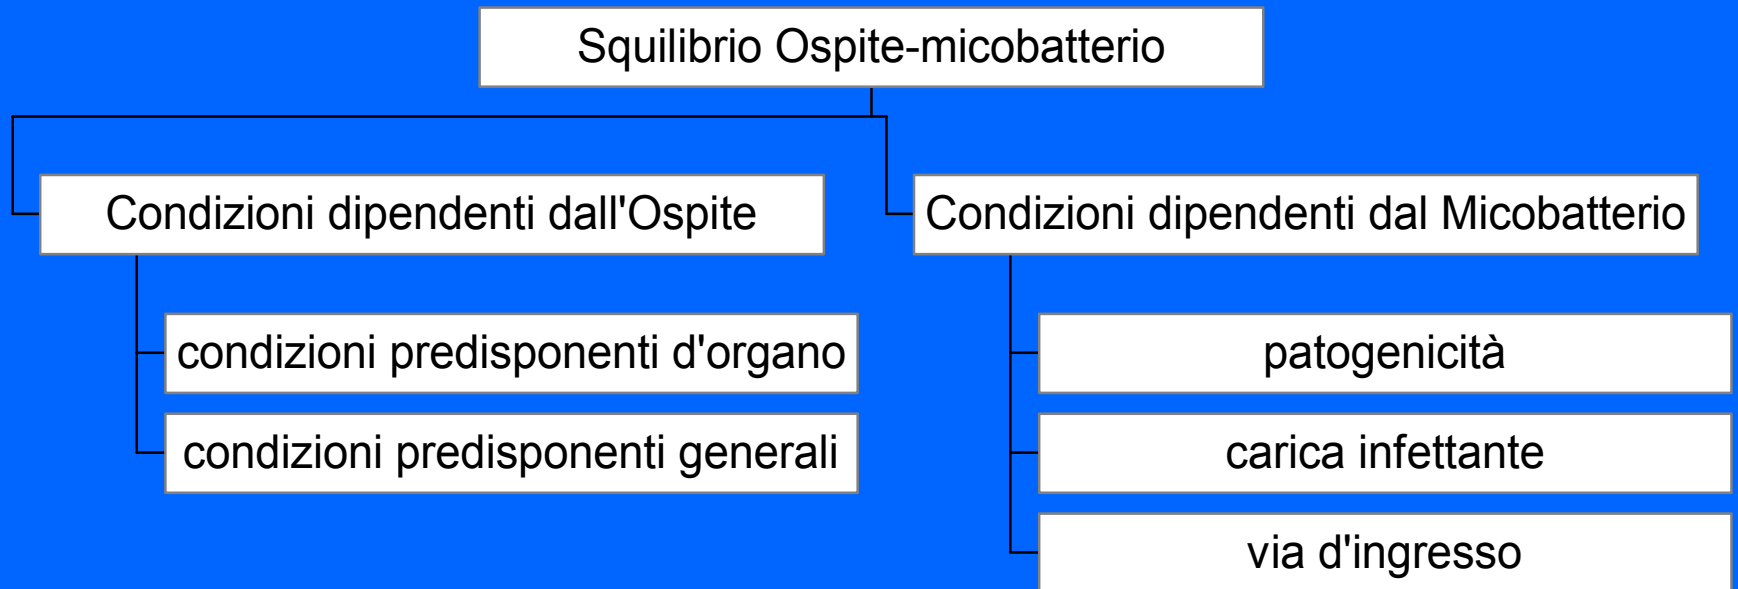 Squilibrio Ospite-micobatterio
Condizioni dipendenti dall'Ospite
condizioni predisponenti d'organo
condizioni predisponenti generali
Condizioni dipendenti dal Micobatterio
patogenicità
carica infettante
via d'ingresso